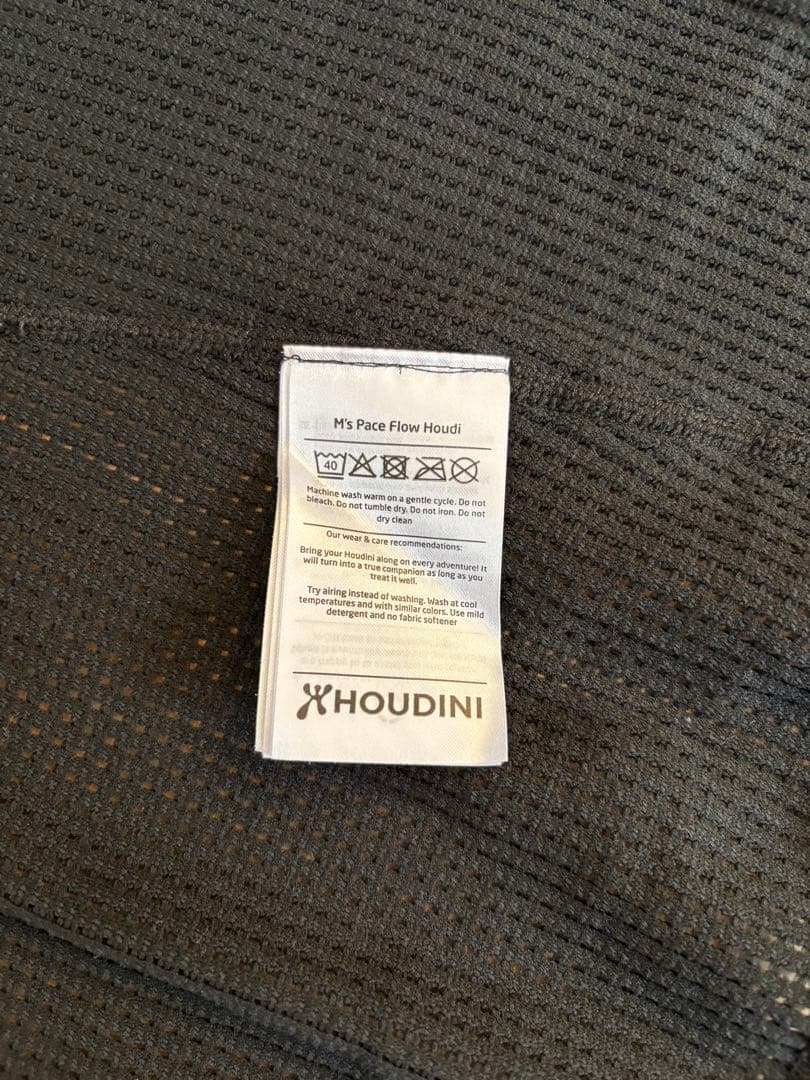 M's Pace Flow Houdi
40
Machine wash warm on a gentle cycle. Do not
bleach. Do not tumble dry. Do not iron. Do not
dry clean
Our wear & care recommendations:
Bring your Houdini along on every adventure! It
will turn into a true companion as long as you
treat it well.
Try airing instead of washing. Wash at cool
temperatures and with similar colors. Use mild
detergent and no fabric softener
HOUDINI